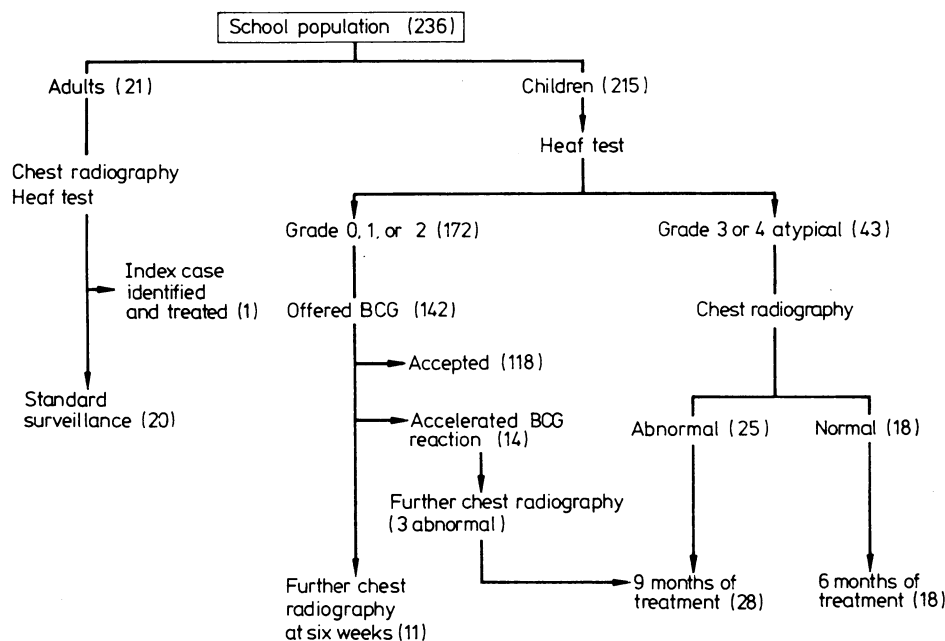 School population (236)
Adults (21)
Children (215)
Heaf test
Chest radiography
Heaf test
Grade 0, 1, or 2 (172)
Grade 3 or 4 atypical (43)
Index case
identified
and treated (1)
Offered BCG (142)
Chest radiography
Accepted (118)
Standard
surveillance (20)
Accelerated BCG
reaction (14)
Abnormal (25)
Normal (18)
Further chest radiography
(3 abnormal)
Further chest
radiography
at six weeks (11)
9 months of
treatment (28)
6 months of
treatment (18)